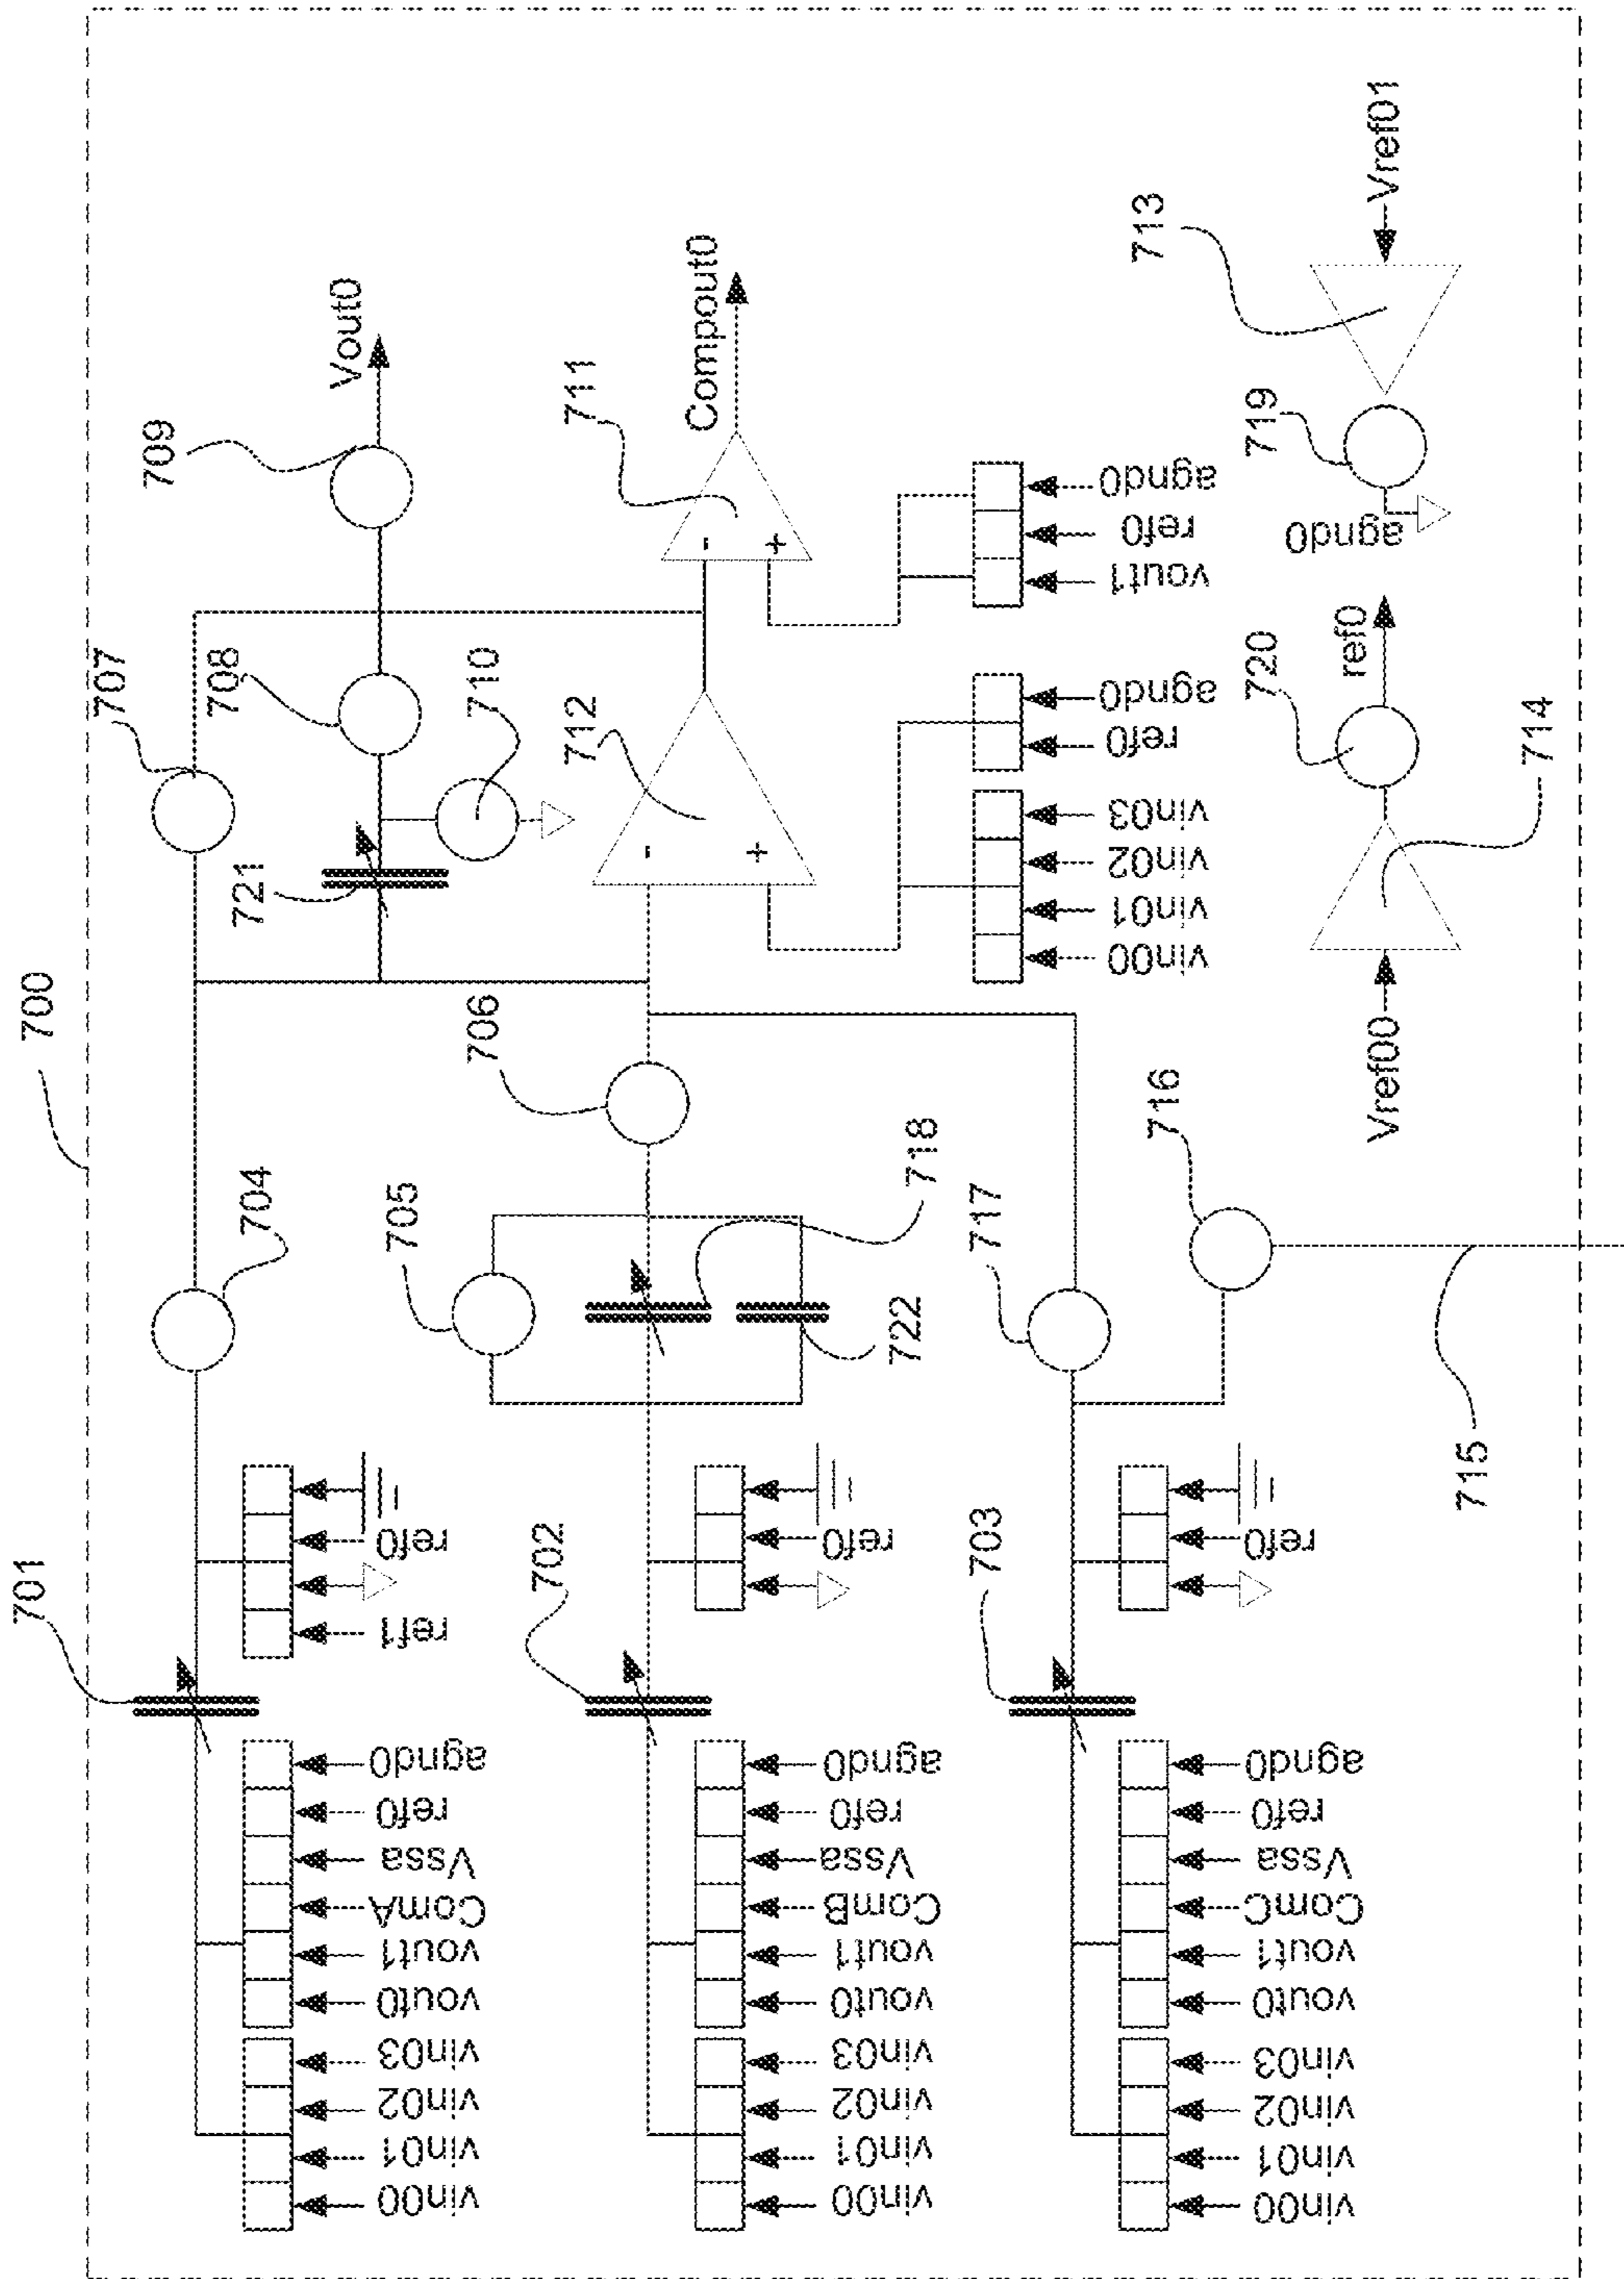 700
701
704
707
709
Vout0
708
721
710
706
712
711
Compout0
-
+
-
+
vin00
vin01
vin02
vin03
vout0
vout1
ComA
Vssa
ref0
agnd0
ref1
ref0
702
705
718
722
vin00
vin01
vin02
vin03
vout0
vout1
ComB
Vssa
ref0
agnd0
ref0
703
717
716
715
vin00
vin01
vin02
vin03
vout0
vout1
ComC
Vssa
ref0
agnd0
ref0
vin00
vin01
vin02
vin03
ref0
agnd0
vout1
ref0
agnd0
Vref00
714
720
ref0
agnd0
719
713
Vref01